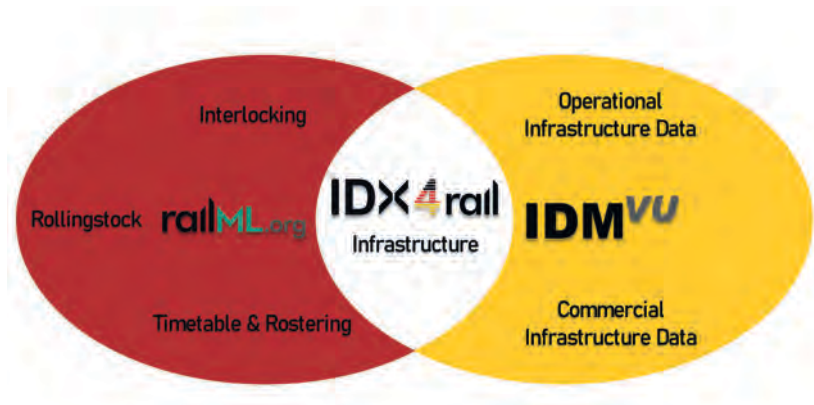 Interlocking
Rollingstock
railML.org
Timetable & Rostering
IDX4rail
Infrastructure
Operational
Infrastructure Data
IDMVU
Commercial
Infrastructure Data